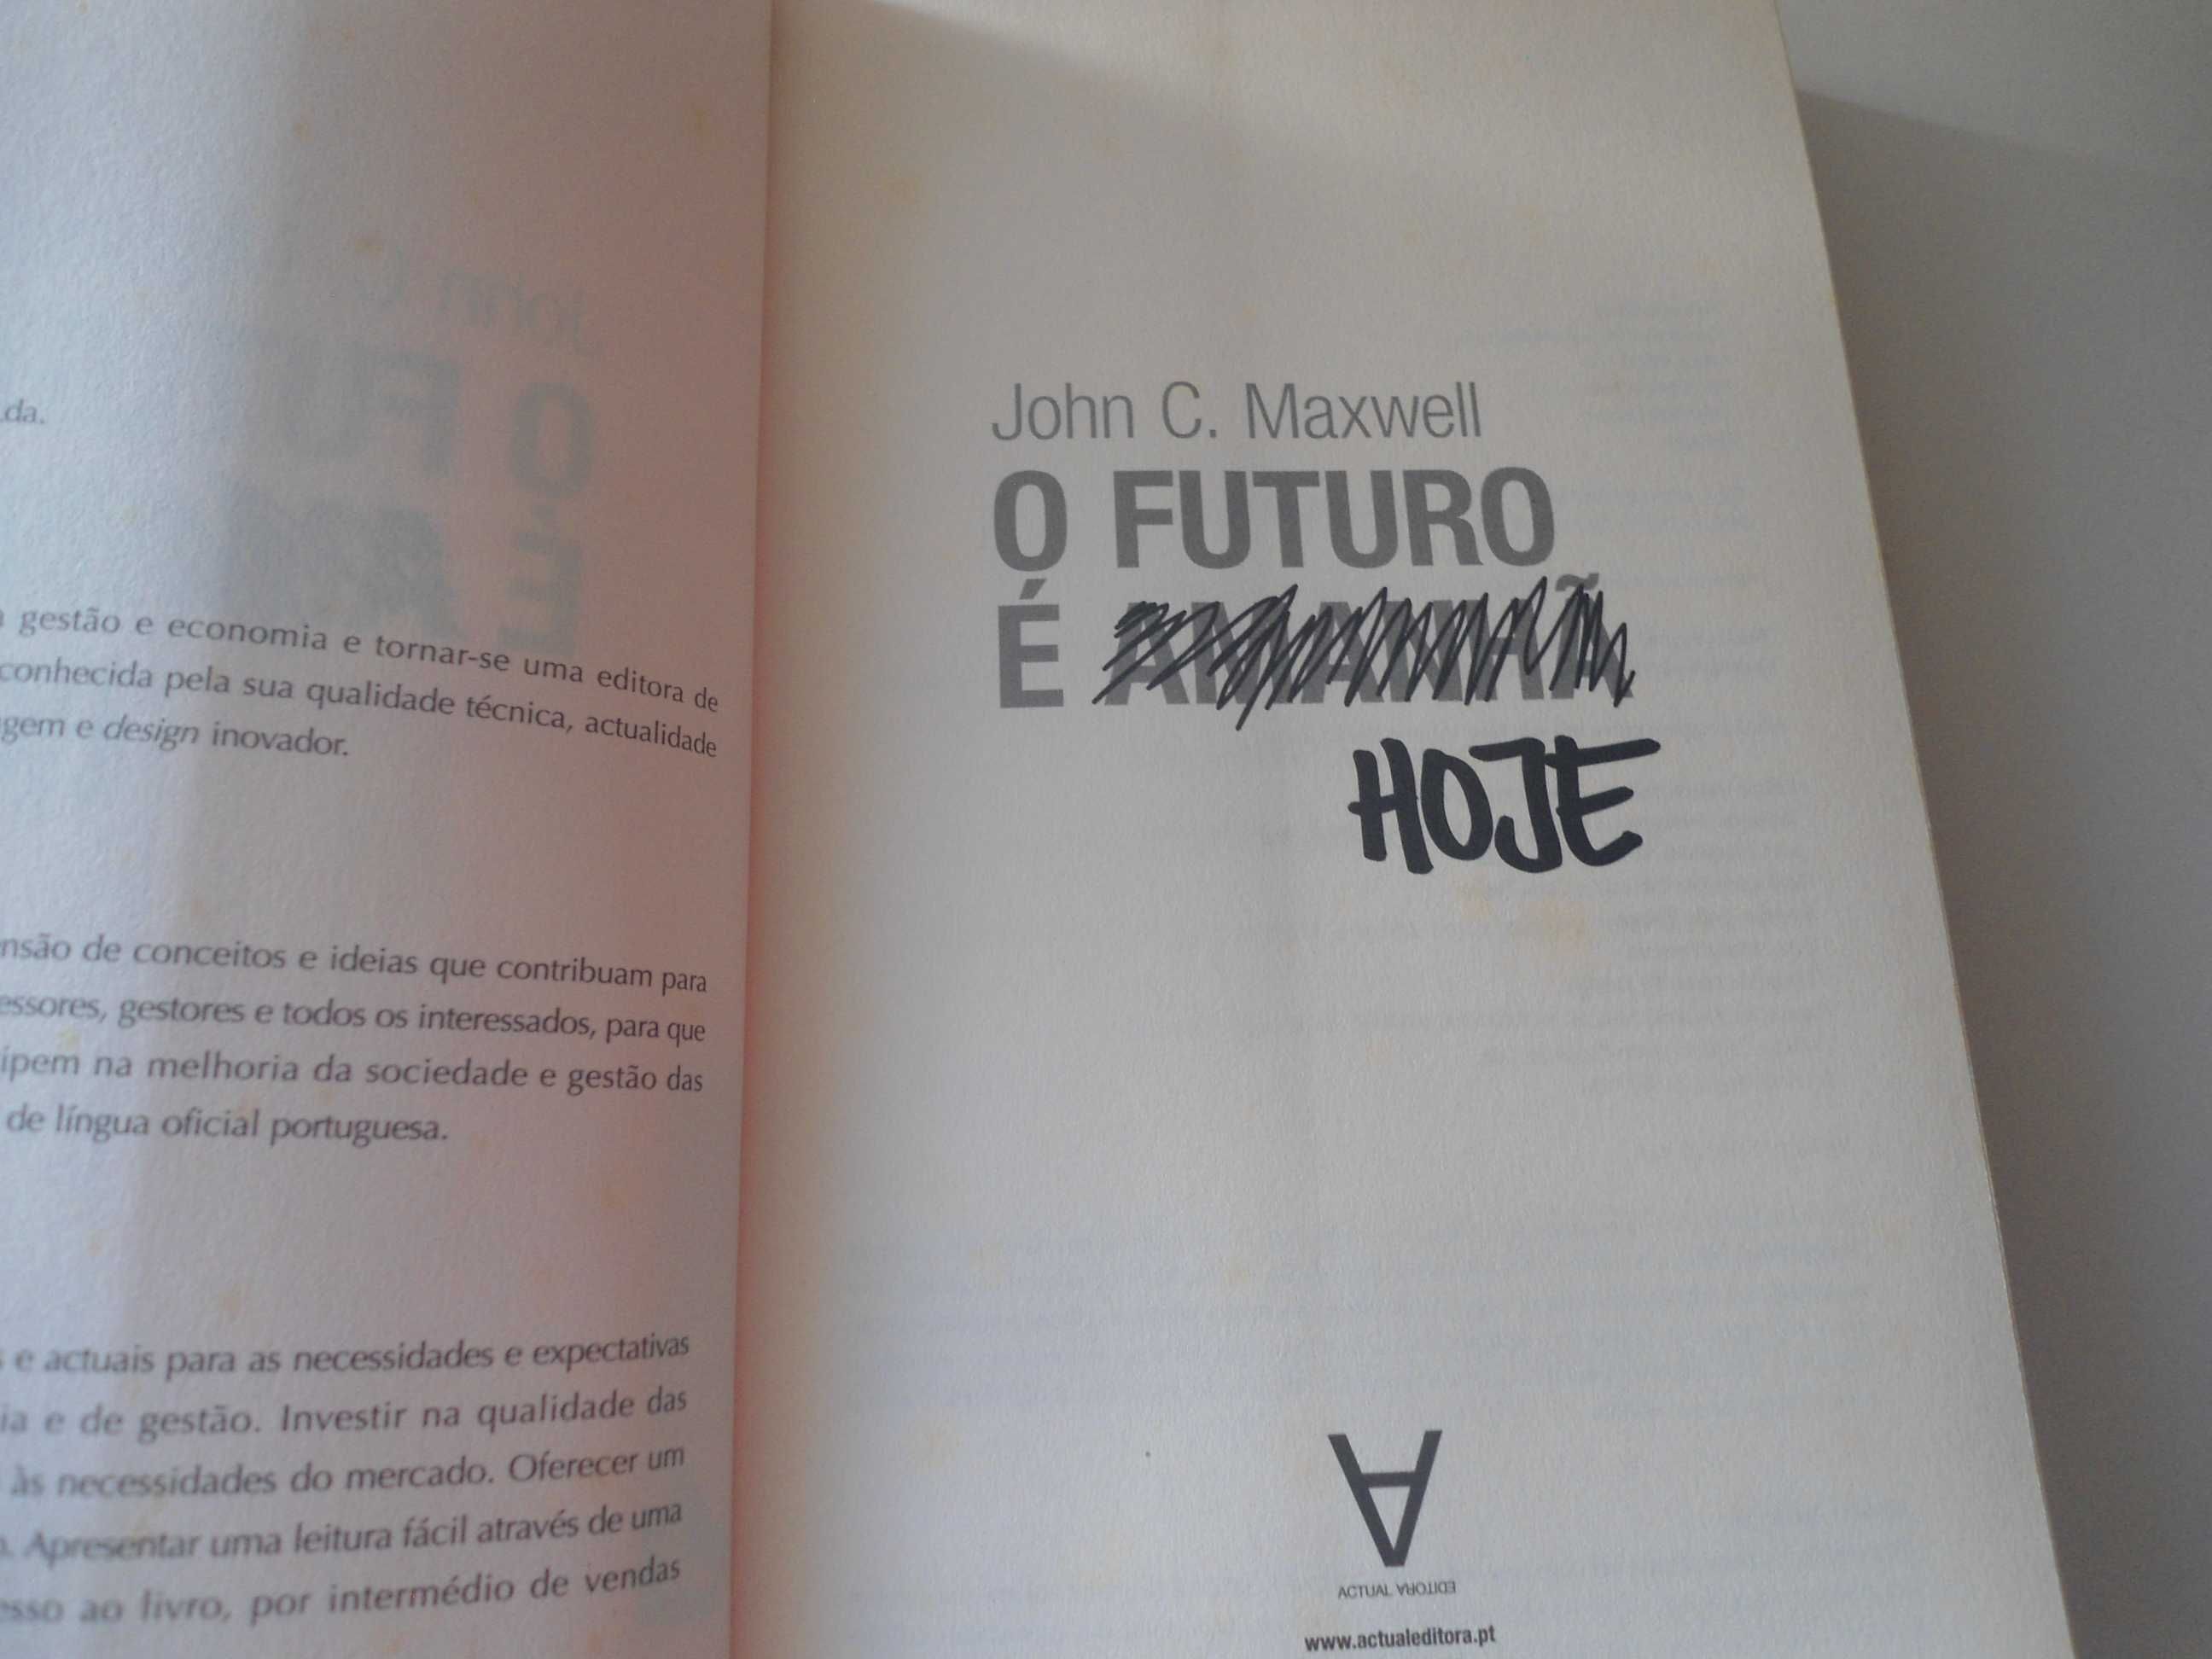 da.
gestão e economia e tornar-se uma editora de
conhecida pela sua qualidade técnica, actualidade
gem e design inovador.
nsão de conceitos e ideias que contribuam para
essores, gestores e todos os interessados, para que
ipem na melhoria da sociedade e gestão das
de língua oficial portuguesa.
e actuais para as necessidades e expectativas
ia e de gestão. Investir na qualidade das
às necessidades do mercado. Oferecer um
. Apresentar uma leitura fácil através de uma
esso ao livro, por intermédio de vendas
John C. Maxwell
O FUTURO
É AMANHÃ
HOJE
A
ACTUAL EDITORA
www.actualeditora.pt